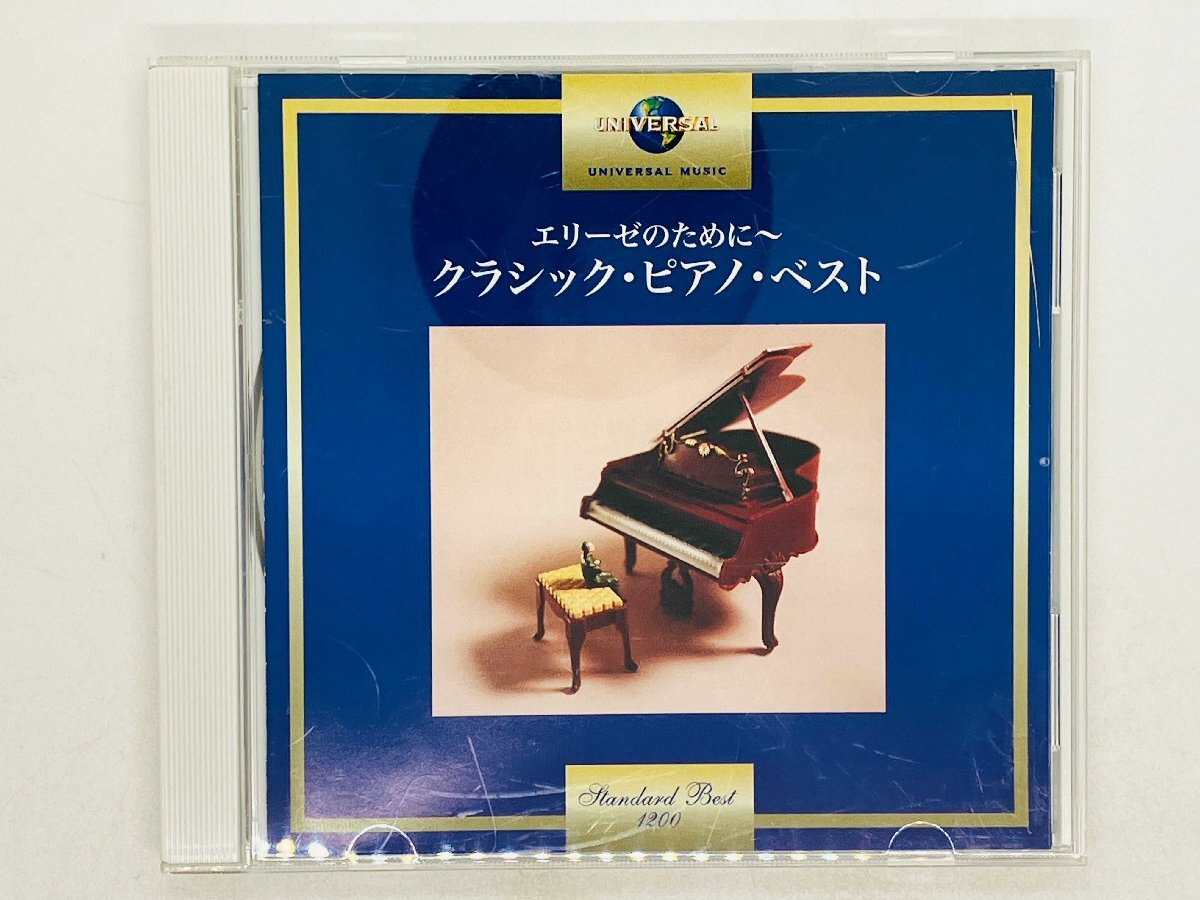 UNIVERSAL
UNIVERSAL MUSIC
エリーゼのために〜
クラシック・ピアノ・ベスト
Standard Best
1200